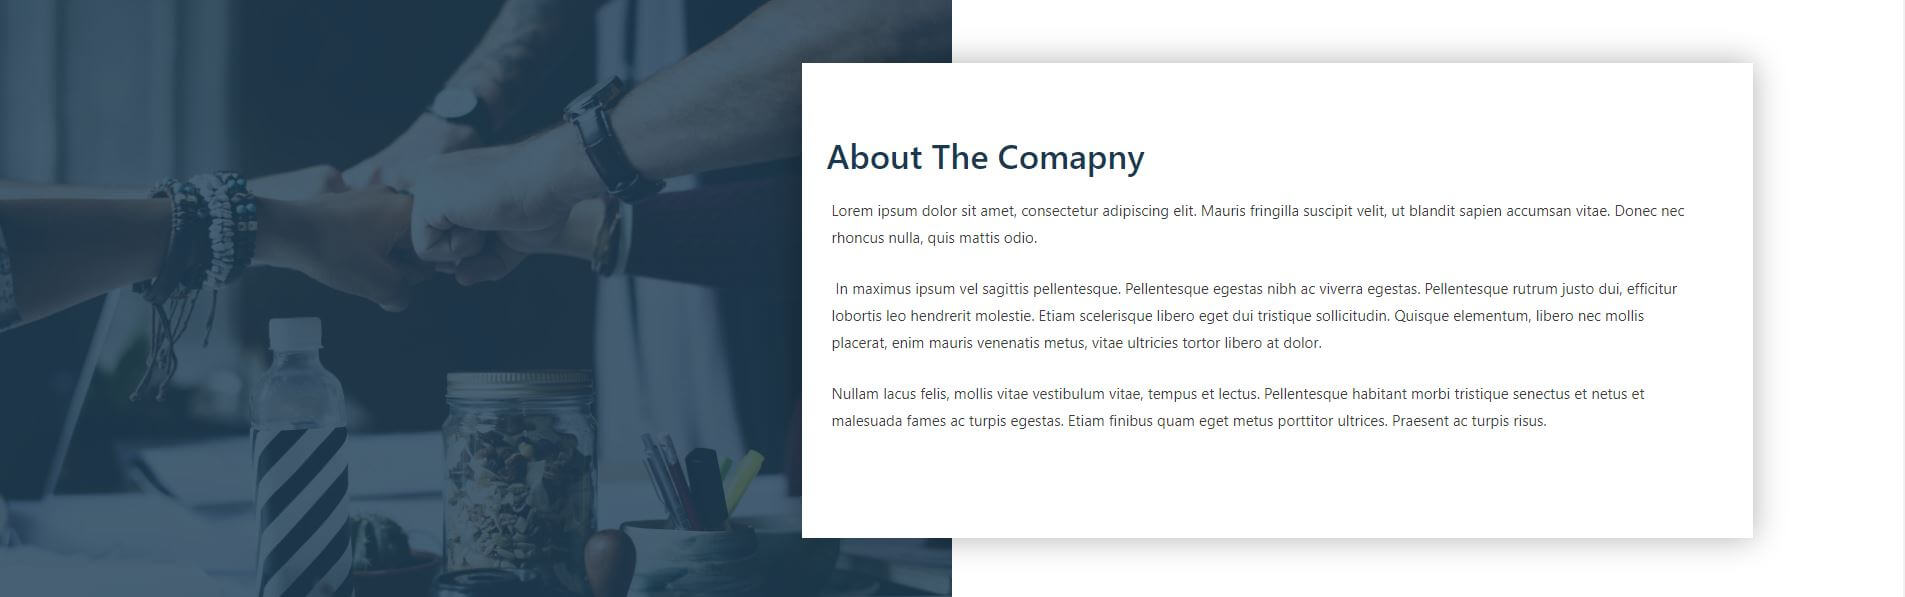 About The Comapny
Lorem ipsum dolor sit amet, consectetur adipiscing elit. Mauris fringilla suscipit velit, ut blandit sapien accumsan vitae. Donec nec
rhoncus nulla, quis mattis odio.
In maximus ipsum vel sagittis pellentesque. Pellentesque egestas nibh ac viverra egestas. Pellentesque rutrum justo dui, efficitur
lobortis leo hendrerit molestie. Etiam scelerisque libero eget dui tristique sollicitudin. Quisque elementum, libero nec mollis
placerat, enim mauris venenatis metus, vitae ultricies tortor libero at dolor.
Nullam lacus felis, mollis vitae vestibulum vitae, tempus et lectus. Pellentesque habitant morbi tristique senectus et netus et
malesuada fames ac turpis egestas. Etiam finibus quam eget metus porttitor ultrices. Praesent ac turpis risus.